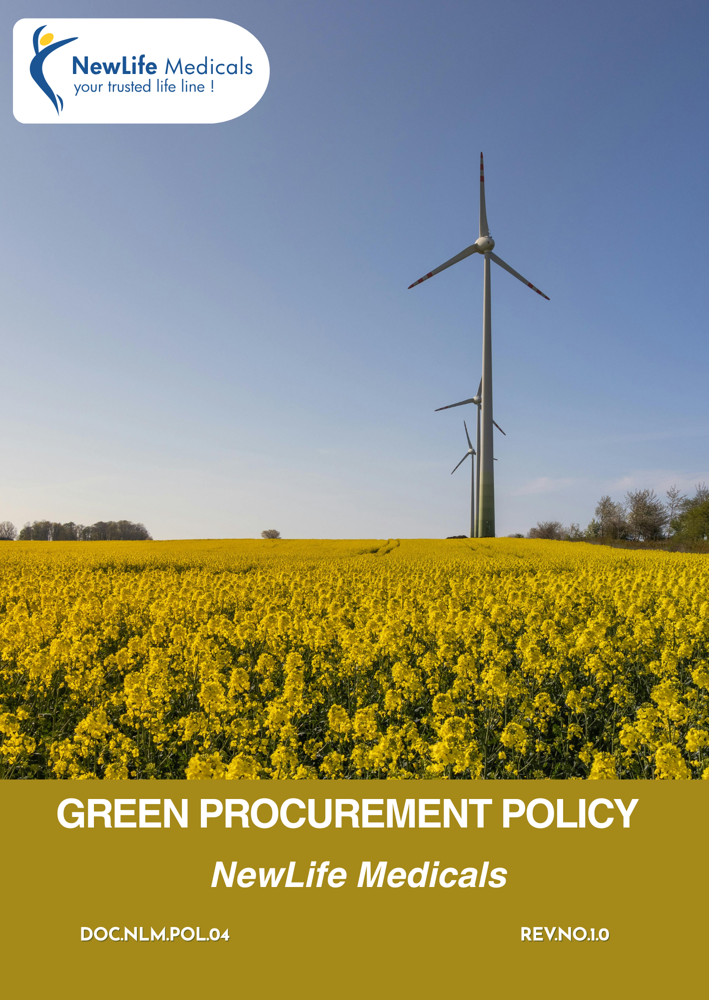 NewLife Medicals
your trusted life line !
GREEN PROCUREMENT POLICY
NewLife Medicals
DOC.NLM.POL.04
REV.NO.1.0